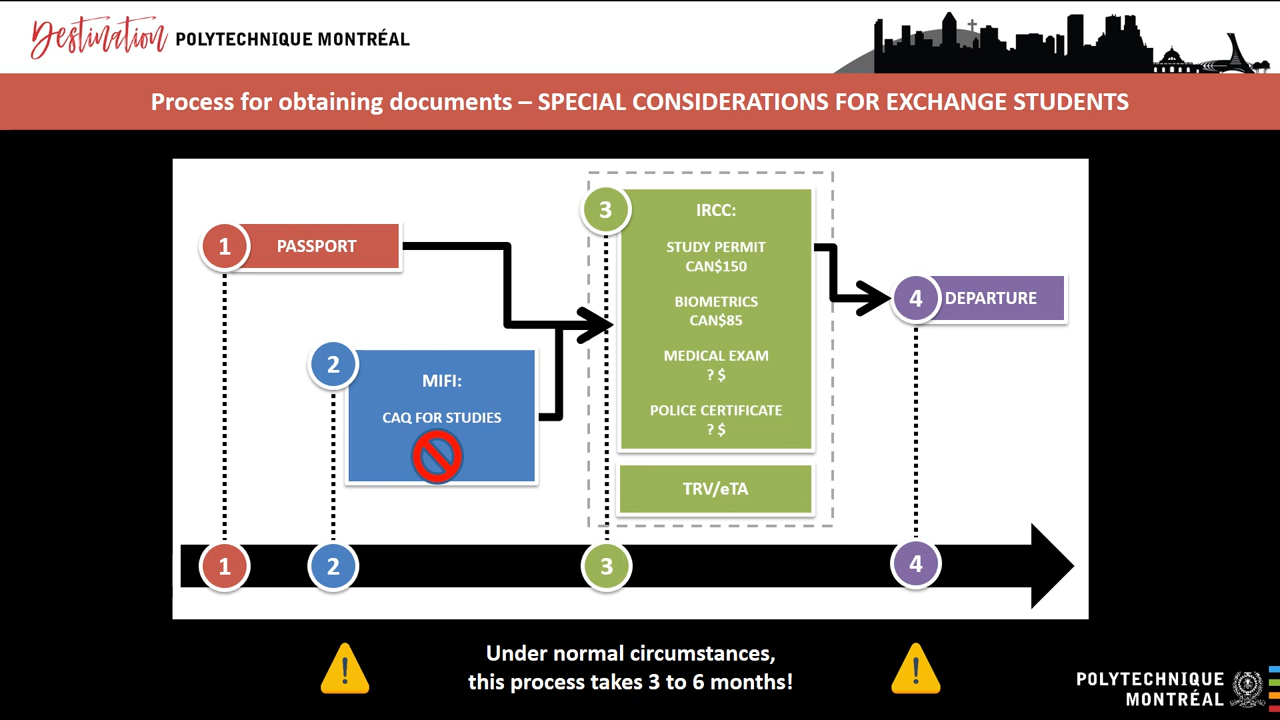 Destination POLYTECHNIQUE MONTRÉAL
Process for obtaining documents – SPECIAL CONSIDERATIONS FOR EXCHANGE STUDENTS
1
PASSPORT
2
MIFI:
CAQ FOR STUDIES
3
IRCC:
STUDY PERMIT
CAN$150
BIOMETRICS
CAN$85
MEDICAL EXAM
? $
POLICE CERTIFICATE
? $
TRV/eTA
4
DEPARTURE
1
2
3
4
Under normal circumstances,
this process takes 3 to 6 months!
POLYTECHNIQUE
MONTRÉAL